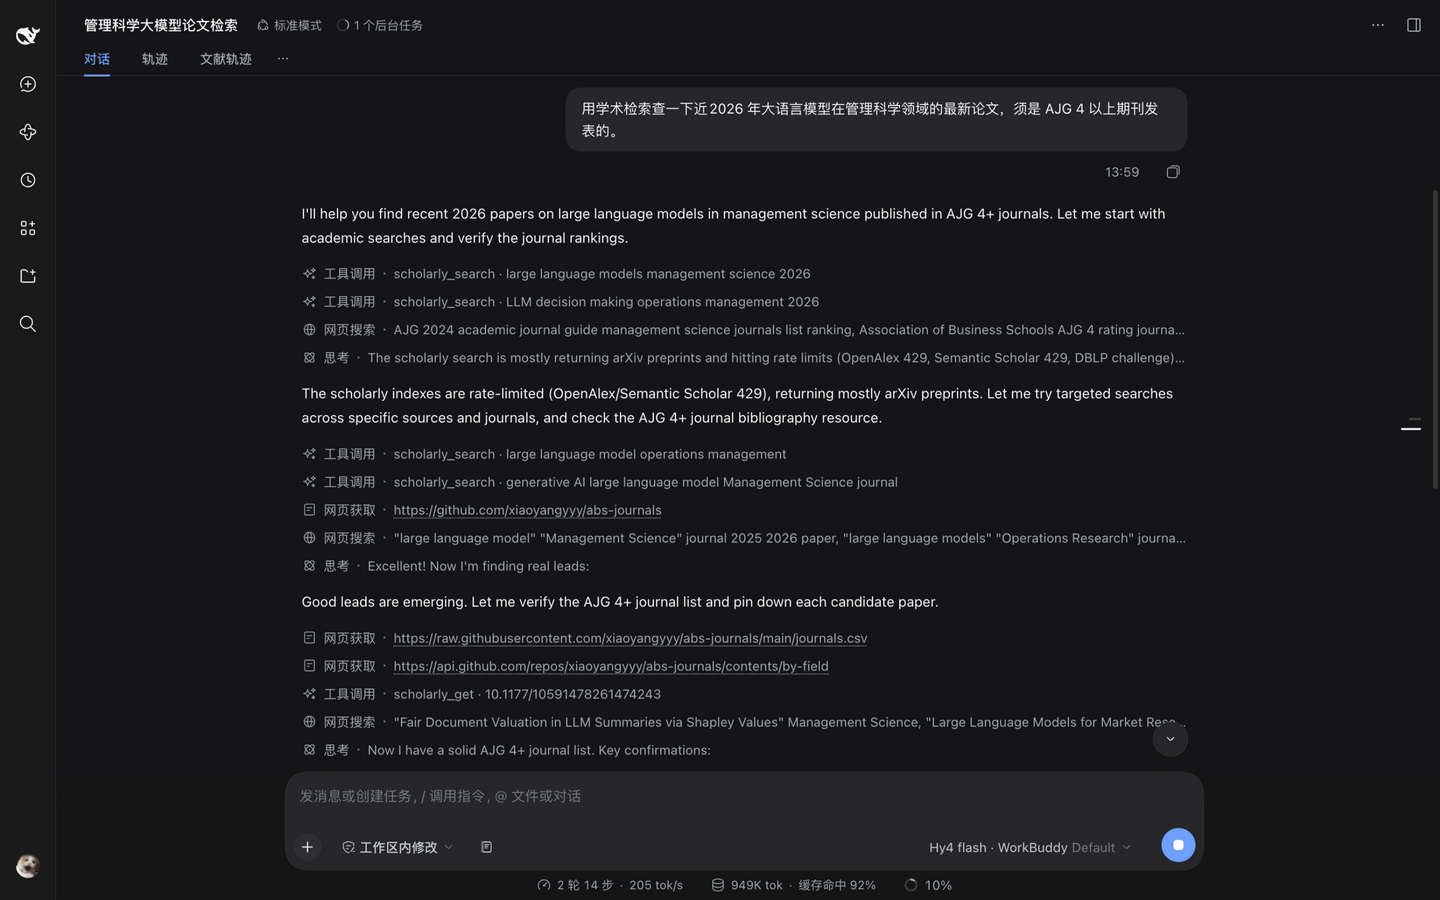 管理科学大模型论文检索 标准模式 1 个后台任务
对话 轨迹 文献轨迹 ···
用学术检索查一下近2026 年大语言模型在管理科学领域的最新论文，须是 AJG 4 以上期刊发
表的。
13:59
I'll help you find recent 2026 papers on large language models in management science published in AJG 4+ journals. Let me start with
academic searches and verify the journal rankings.
工具调用 · scholarly_search · large language models management science 2026
工具调用 · scholarly_search · LLM decision making operations management 2026
网页搜索 · AJG 2024 academic journal guide management science journals list ranking, Association of Business Schools AJG 4 rating journa...
思考 · The scholarly search is mostly returning arXiv preprints and hitting rate limits (OpenAlex 429, Semantic Scholar 429, DBLP challenge)...
The scholarly indexes are rate-limited (OpenAlex/Semantic Scholar 429), returning mostly arXiv preprints. Let me try targeted searches
across specific sources and journals, and check the AJG 4+ journal bibliography resource.
工具调用 · scholarly_search · large language model operations management
工具调用 · scholarly_search · generative AI large language model Management Science journal
网页获取 · https://github.com/xiaoyangyyy/abs-journals
网页搜索 · "large language model" "Management Science" journal 2025 2026 paper, "large language models" "Operations Research" journa...
思考 · Excellent! Now I'm finding real leads:
Good leads are emerging. Let me verify the AJG 4+ journal list and pin down each candidate paper.
网页获取 · https://raw.githubusercontent.com/xiaoyangyyy/abs-journals/main/journals.csv
网页获取 · https://api.github.com/repos/xiaoyangyyy/abs-journals/contents/by-field
工具调用 · scholarly_get · 10.1177/10591478261474243
网页搜索 · "Fair Document Valuation in LLM Summaries via Shapley Values" Management Science, "Large Language Models for Market Rese...
思考 · Now I have a solid AJG 4+ journal list. Key confirmations:
发消息或创建任务, / 调用指令, @ 文件或对话
工作区内修改 Hy4 flash · WorkBuddy Default
2 轮 14 步 · 205 tok/s 949K tok · 缓存命中 92% 10%